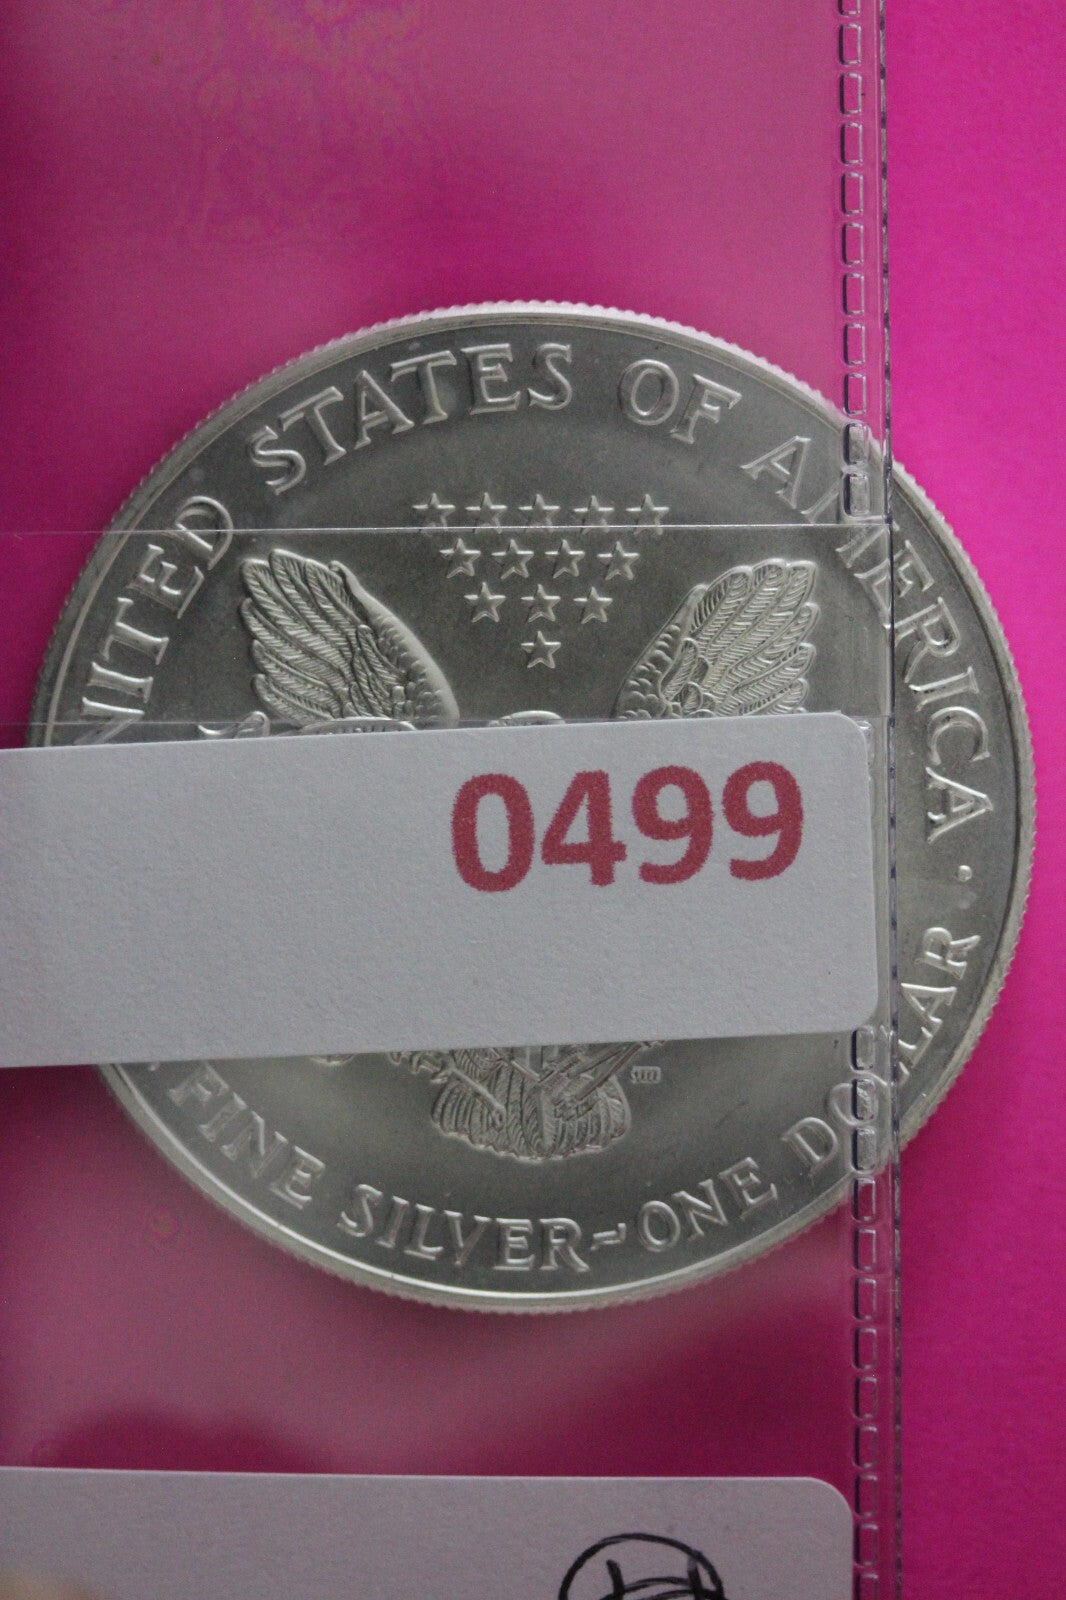 UNITED STATES OF AMERICA ·
0499
FINE SILVER~ONE DOLLAR